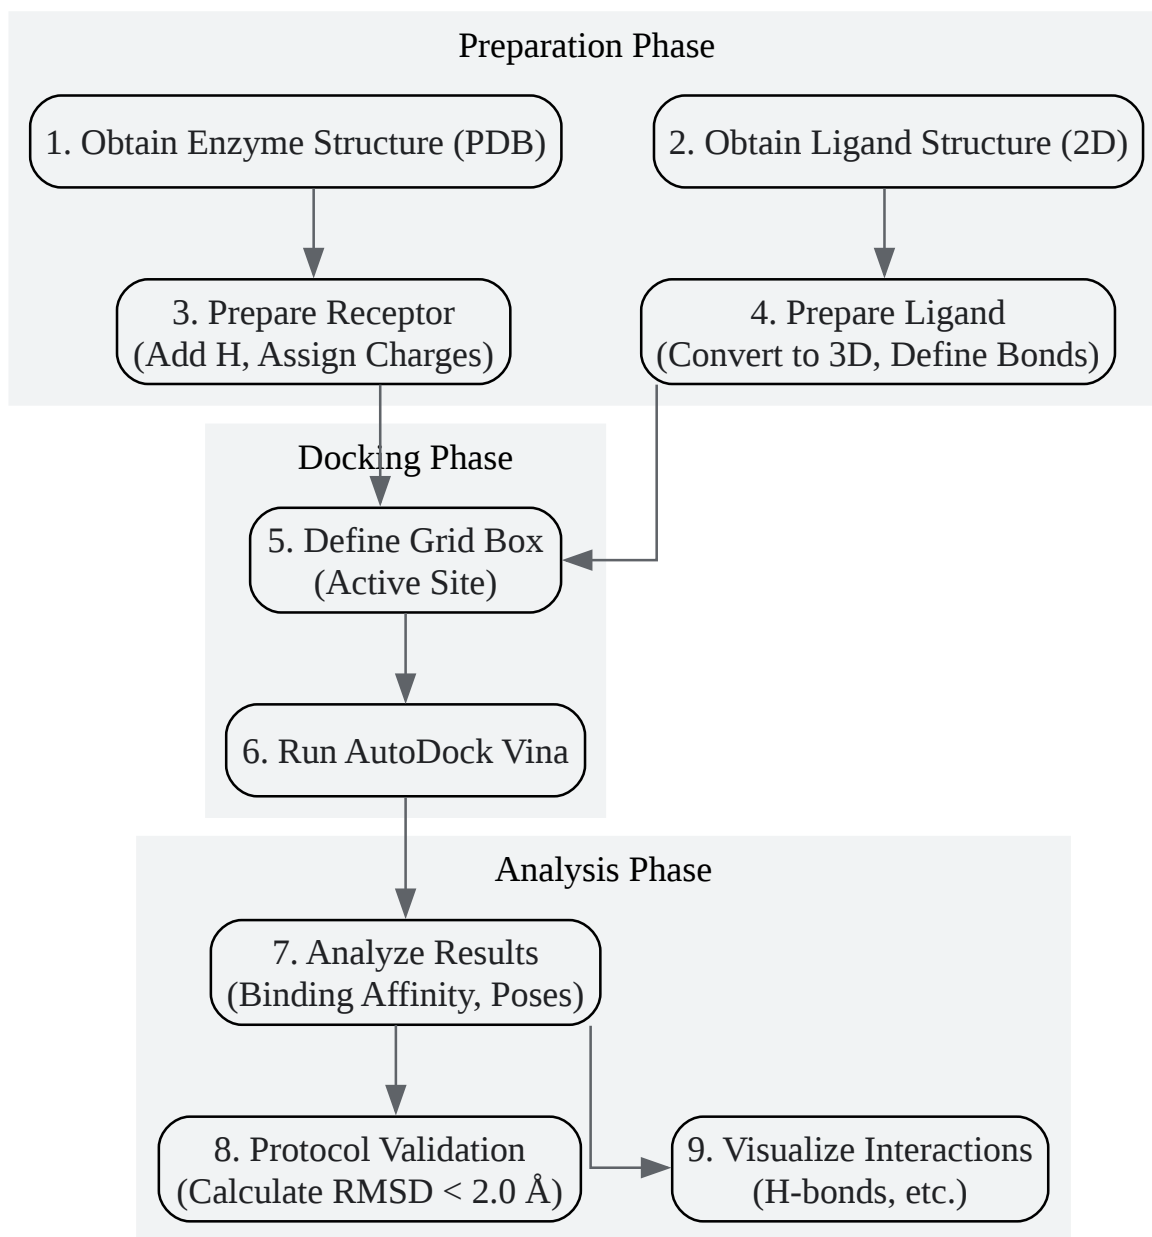 Preparation Phase
1. Obtain Enzyme Structure (PDB)
2. Obtain Ligand Structure (2D)
3. Prepare Receptor
(Add H, Assign Charges)
4. Prepare Ligand
(Convert to 3D, Define Bonds)
Docking Phase
5. Define Grid Box
(Active Site)
6. Run AutoDock Vina
Analysis Phase
7. Analyze Results
(Binding Affinity, Poses)
8. Protocol Validation
(Calculate RMSD < 2.0 Å)
9. Visualize Interactions
(H-bonds, etc.)